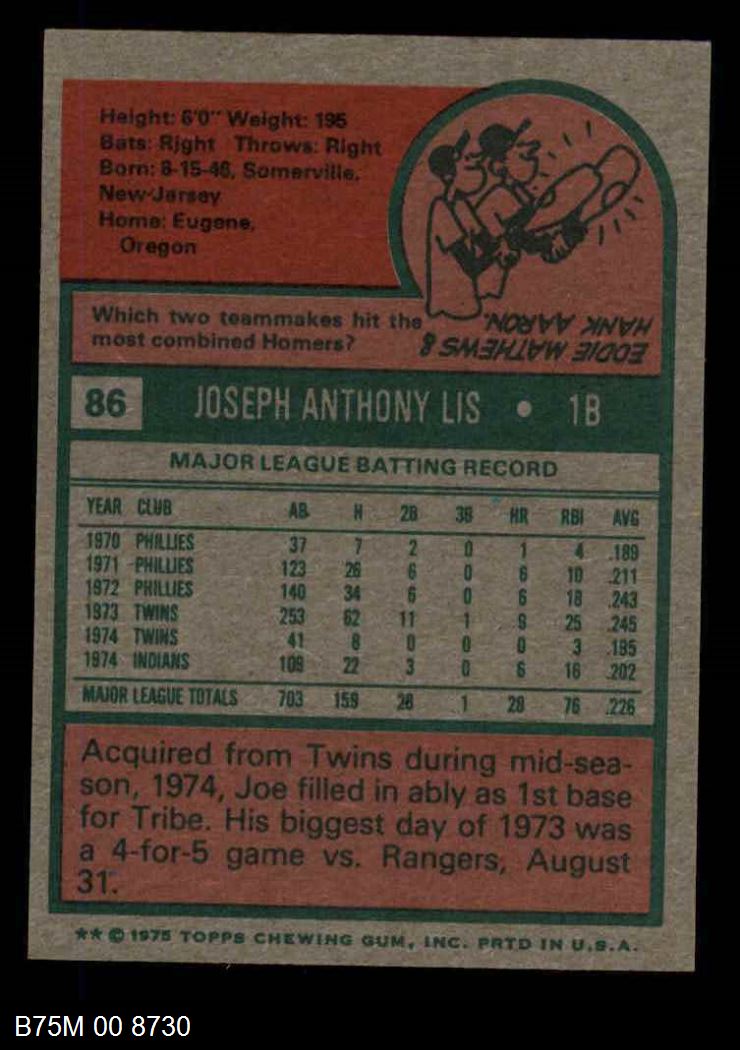 Height: 6'0" Weight: 195
Bats: Right Throws: Right
Born: 8-15-46, Somerville,
New Jersey
Home: Eugene,
Oregon
Which two teammakes hit the
most combined Homers?
EDDIE MATHEWS &
HANK AARON.
86 JOSEPH ANTHONY LIS • 1B
MAJOR LEAGUE BATTING RECORD
YEAR CLUB AB H 2B 3B HR RBI AVG
1970 PHILLIES 37 7 2 0 1 4 .189
1971 PHILLIES 123 26 6 0 6 10 .211
1972 PHILLIES 140 34 6 0 6 18 .243
1973 TWINS 253 62 11 1 9 25 .245
1974 TWINS 41 8 0 0 0 3 .195
1974 INDIANS 109 22 3 0 6 16 .202
MAJOR LEAGUE TOTALS 703 159 28 1 28 76 .226
Acquired from Twins during mid-sea-
son, 1974, Joe filled in ably as 1st base
for Tribe. His biggest day of 1973 was
a 4-for-5 game vs. Rangers, August
31.
** © 1975 TOPPS CHEWING GUM, INC. PRTD IN U.S.A.
B75M 00 8730